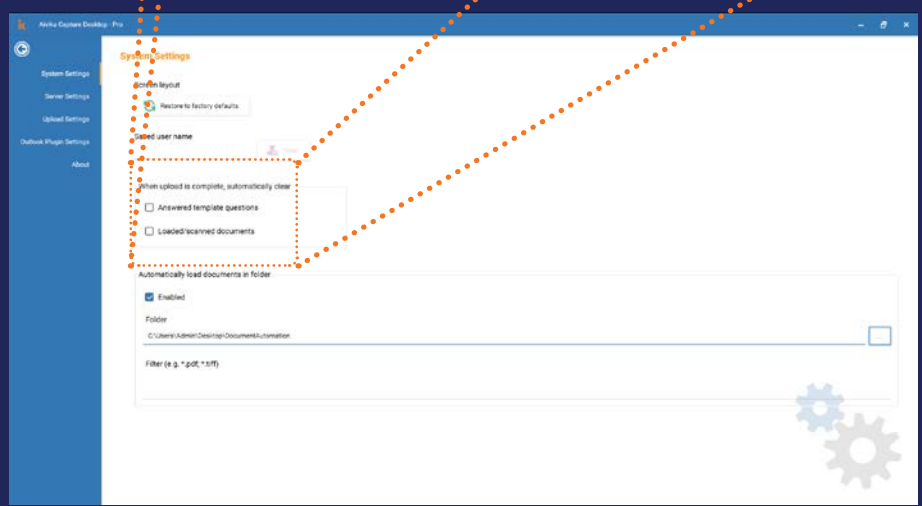 Aivika Capture Desktop - Pro
System Settings
Server Settings
Upload Settings
Outlook Plugin Settings
About
System Settings
Screen layout
Restore to factory defaults
Saved user name
When upload is complete, automatically clear
Answered template questions
Loaded/scanned documents
Automatically load documents in folder
Enabled
Folder
C:\Users\Admin\Desktop\DocumentAutomation
Filter (e.g. *.pdf; *.tiff)